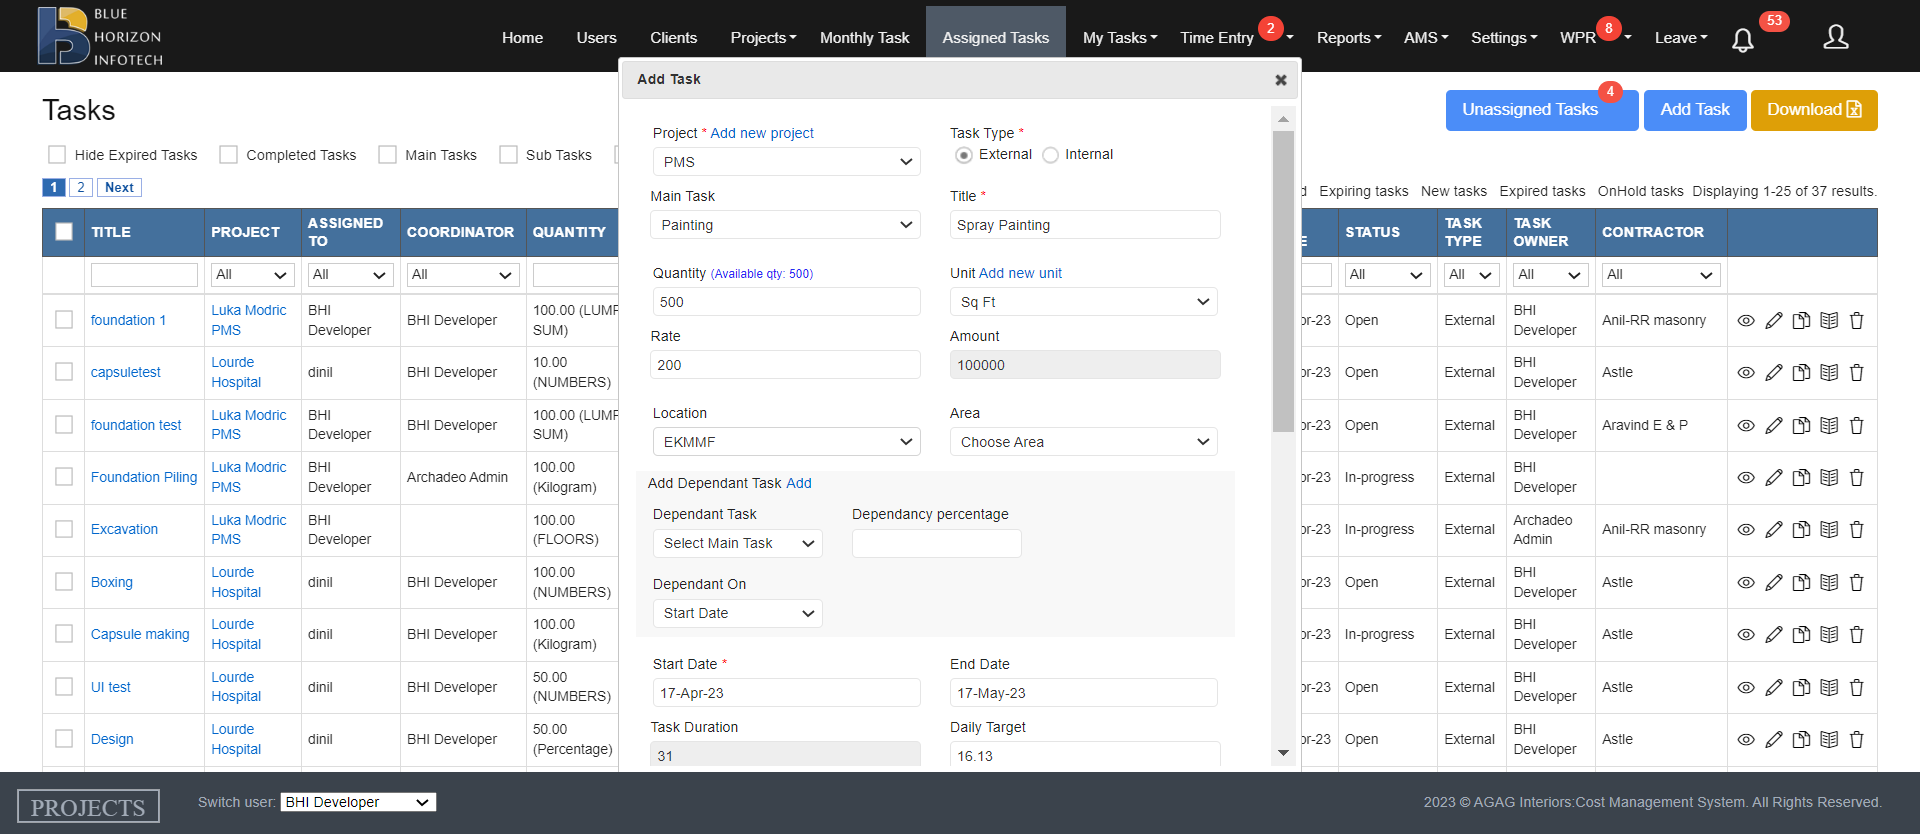 BLUE
HORIZON
INFOTECH
Home Users Clients Projects Monthly Task Assigned Tasks My Tasks Time Entry 2 Reports AMS Settings WPR 8 Leave 53
Add Task
Tasks
Unassigned Tasks 4 Add Task Download
Hide Expired Tasks Completed Tasks Main Tasks Sub Tasks
1 2 Next
Expiring tasks New tasks Expired tasks OnHold tasks Displaying 1-25 of 37 results.
Project * Add new project Task Type *
PMS External Internal
Main Task Title *
Painting Spray Painting
Quantity (Available qty: 500) Unit Add new unit
500 Sq Ft
Rate Amount
200 100000
Location Area
EKMMF Choose Area
Add Dependant Task Add
Dependant Task Dependancy percentage
Select Main Task
Dependant On
Start Date
Start Date * End Date
17-Apr-23 17-May-23
Task Duration Daily Target
31 16.13
TITLE PROJECT ASSIGNED TO COORDINATOR QUANTITY E STATUS TASK TYPE TASK OWNER CONTRACTOR
All All All All All All All
foundation 1 Luka Modric PMS BHI Developer BHI Developer 100.00 (LUMP SUM) or-23 Open External BHI Developer Anil-RR masonry
capsuletest Lourde Hospital dinil BHI Developer 10.00 (NUMBERS) or-23 Open External BHI Developer Astle
foundation test Luka Modric PMS BHI Developer BHI Developer 100.00 (LUMP SUM) or-23 Open External BHI Developer Aravind E & P
Foundation Piling Luka Modric PMS BHI Developer Archadeo Admin 100.00 (Kilogram) or-23 In-progress External BHI Developer
Excavation Luka Modric PMS BHI Developer 100.00 (FLOORS) or-23 In-progress External Archadeo Admin Anil-RR masonry
Boxing Lourde Hospital dinil BHI Developer 100.00 (NUMBERS) or-23 Open External BHI Developer Astle
Capsule making Lourde Hospital dinil BHI Developer 100.00 (Kilogram) or-23 In-progress External BHI Developer Astle
UI test Lourde Hospital dinil BHI Developer 50.00 (NUMBERS) or-23 Open External BHI Developer Astle
Design Lourde Hospital dinil BHI Developer 50.00 (Percentage) or-23 Open External BHI Developer Astle
PROJECTS Switch user: BHI Developer 2023 © AGAG Interiors:Cost Management System. All Rights Reserved.